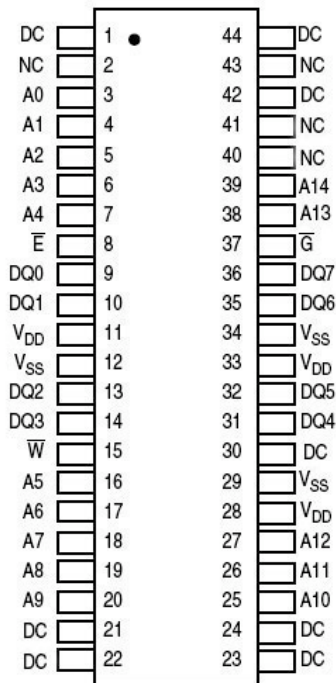 DC 1 44 DC
NC 2 43 NC
A0 3 42 DC
A1 4 41 NC
A2 5 40 NC
A3 6 39 A14
A4 7 38 A13
E̅ 8 37 G̅
DQ0 9 36 DQ7
DQ1 10 35 DQ6
VDD 11 34 VSS
VSS 12 33 VDD
DQ2 13 32 DQ5
DQ3 14 31 DQ4
W̅ 15 30 DC
A5 16 29 VSS
A6 17 28 VDD
A7 18 27 A12
A8 19 26 A11
A9 20 25 A10
DC 21 24 DC
DC 22 23 DC